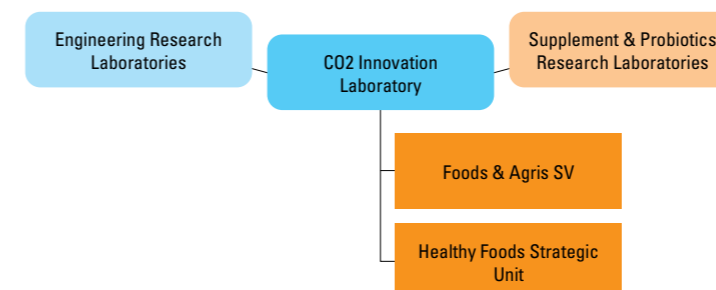 Engineering Research
Laboratories
CO2 Innovation
Laboratory
Supplement & Probiotics
Research Laboratories
Foods & Agris SV
Healthy Foods Strategic
Unit